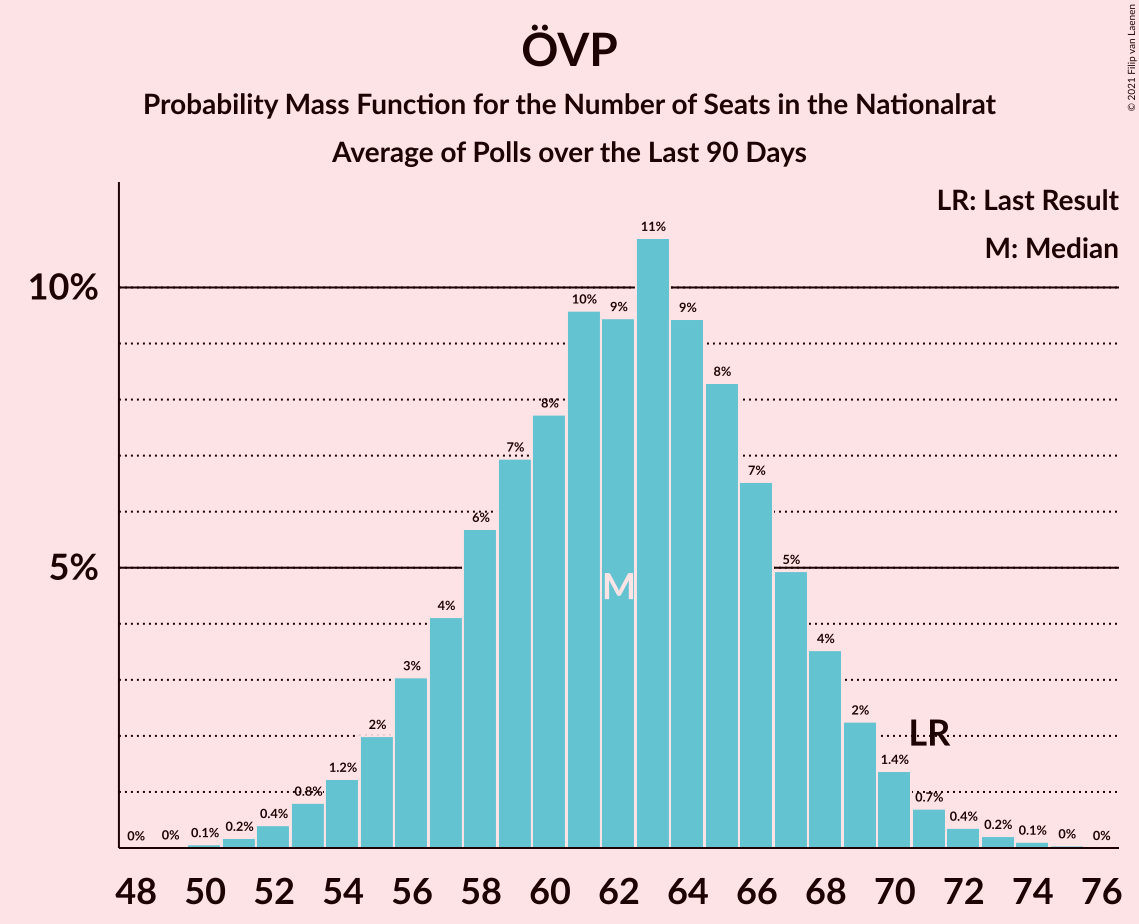 © 2021 Filip van Laenen
ÖVP
Probability Mass Function for the Number of Seats in the Nationalrat
Average of Polls over the Last 90 Days
LR: Last Result
M: Median
10%
5%
0% 0% 0.1% 0.2% 0.4% 0.8% 1.2% 2% 3% 4% 6% 7% 8% 10% 9% 11% 9% 8% 7% 5% 4% 2% 1.4% 0.7% 0.4% 0.2% 0.1% 0% 0%
M
LR
48 50 52 54 56 58 60 62 64 66 68 70 72 74 76